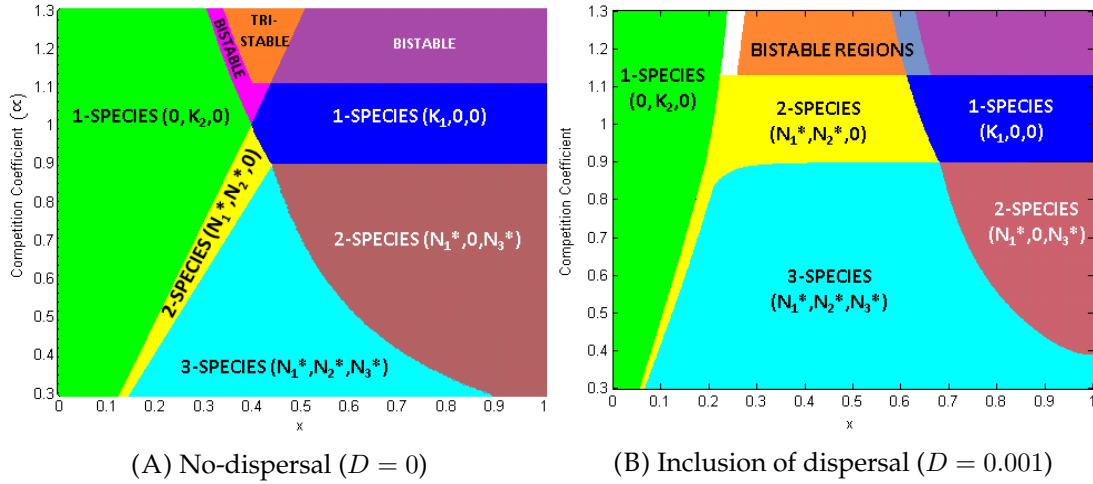 1.3
1.2
1.1
1
0.9
0.8
0.7
0.6
0.5
0.4
0.3
Competition Coefficient (∝)
BISTABLE
TRI-
STABLE
BISTABLE
1-SPECIES (0, K₂,0)
1-SPECIES (K₁,0,0)
2-SPECIES (N₁*,N₂*,0)
2-SPECIES (N₁*,0,N₃*)
3-SPECIES (N₁*,N₂*,N₃*)
0 0.1 0.2 0.3 0.4 0.5 0.6 0.7 0.8 0.9 1
x
(A) No-dispersal (D = 0)
1.3
1.2
1.1
1
0.9
0.8
0.7
0.6
0.5
0.4
0.3
Competition Coefficient
BISTABLE REGIONS
1-SPECIES
(0, K₂,0)
2-SPECIES
(N₁*,N₂*,0)
1-SPECIES
(K₁,0,0)
2-SPECIES
(N₁*,0,N₃*)
3-SPECIES
(N₁*,N₂*,N₃*)
0 0.1 0.2 0.3 0.4 0.5 0.6 0.7 0.8 0.9 1
x
(B) Inclusion of dispersal (D = 0.001)